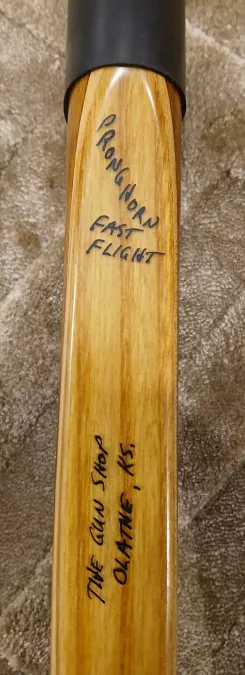 PRONGHORN
FAST
FLIGHT
THE GUN SHOP
OLATHE, KS.